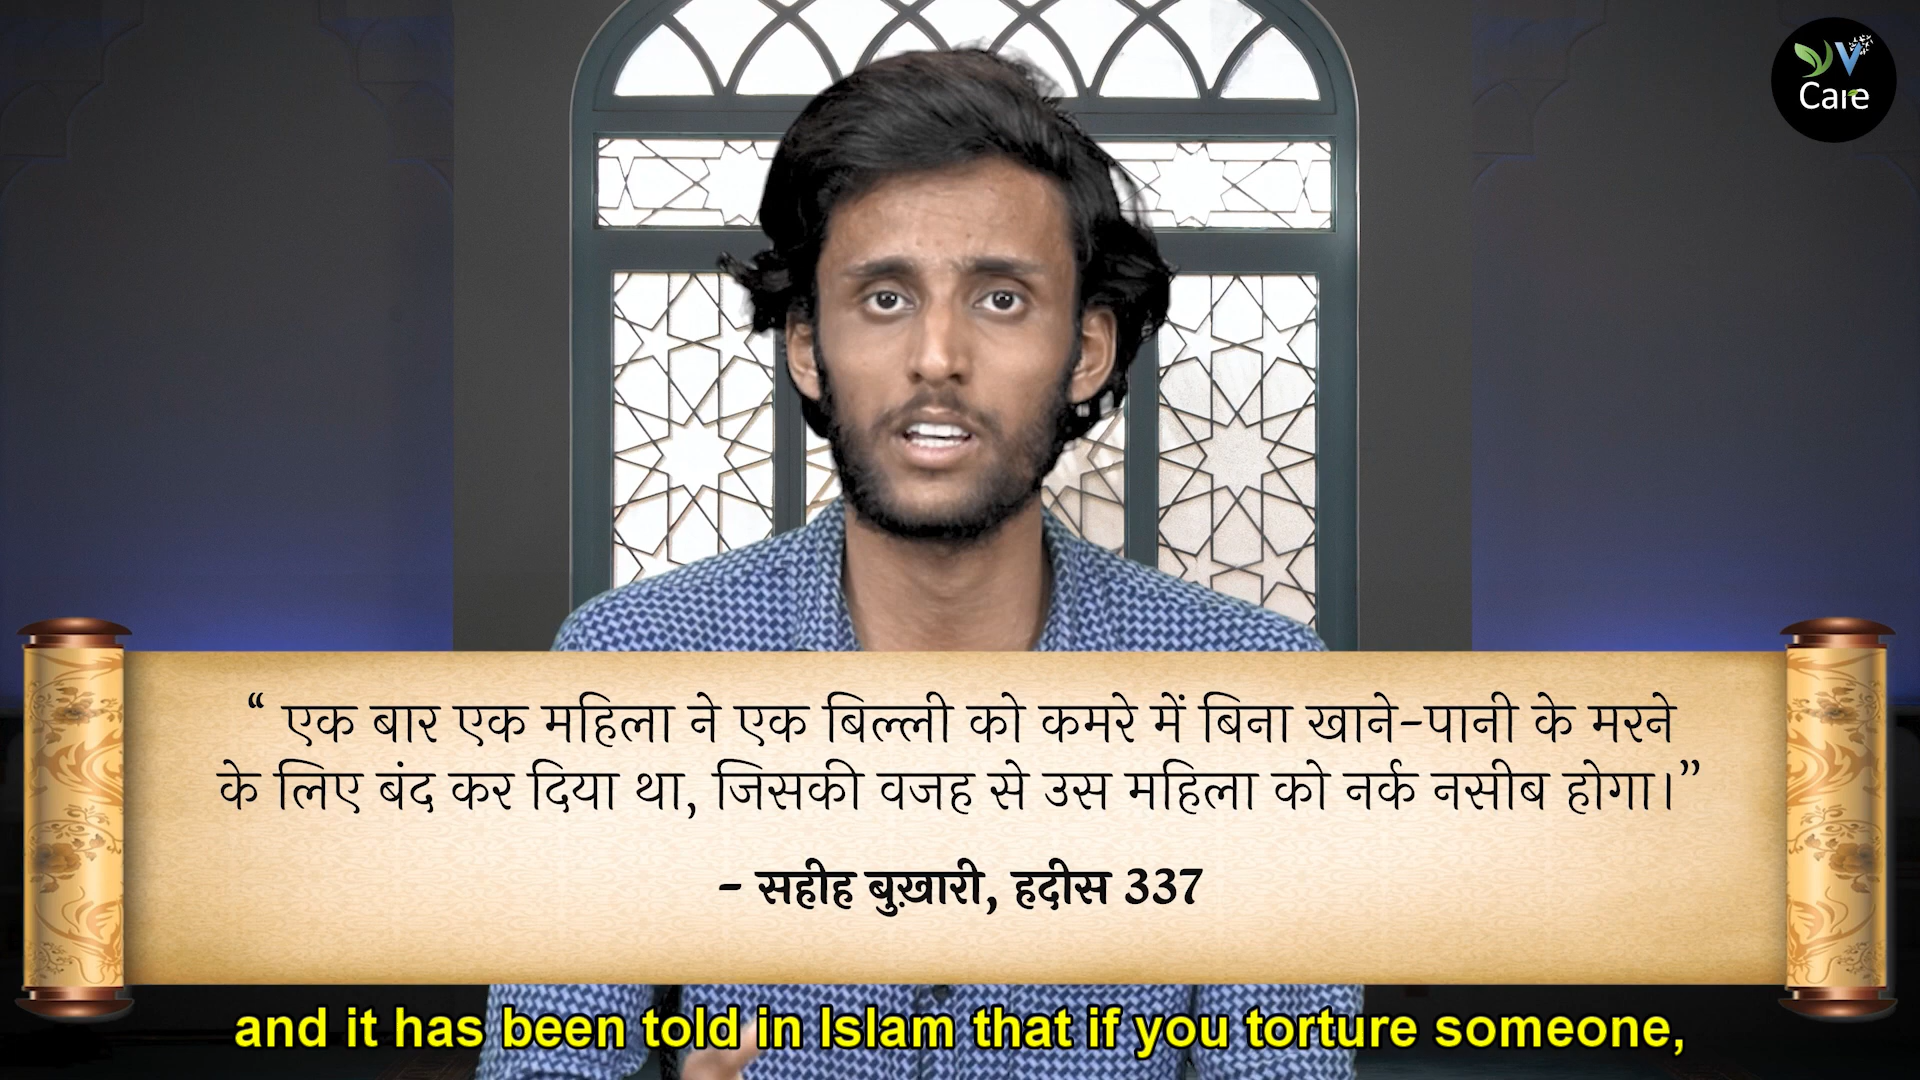 V
Care
“ एक बार एक महिला ने एक बिल्ली को कमरे में बिना खाने-पानी के मरने
के लिए बंद कर दिया था, जिसकी वजह से उस महिला को नर्क नसीब होगा।”
- सहीह बुख़ारी, हदीस 337
and it has been told in Islam that if you torture someone,